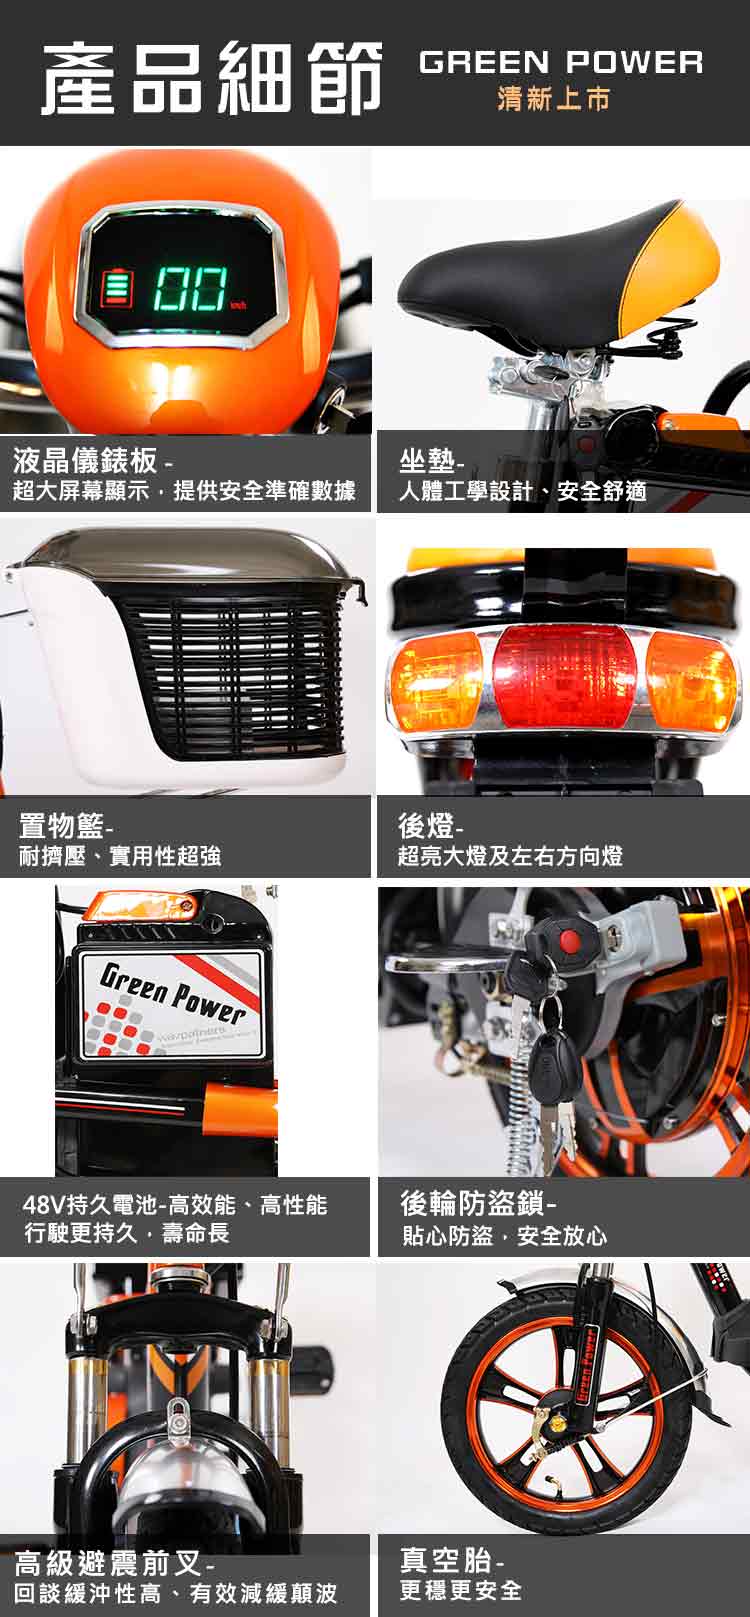 產品細節
GREEN POWER
清新上市
00
km/h
液晶儀錶板-
超大屏幕顯示，提供安全準確數據
坐墊-
人體工學設計、安全舒適
置物籃-
耐擠壓、實用性超強
後燈-
超亮大燈及左右方向燈
Green Power
48V持久電池-高效能、高性能
行駛更持久，壽命長
後輪防盜鎖-
貼心防盜，安全放心
Green Power
高級避震前叉-
回談緩沖性高、有效減緩顛波
真空胎-
更穩更安全